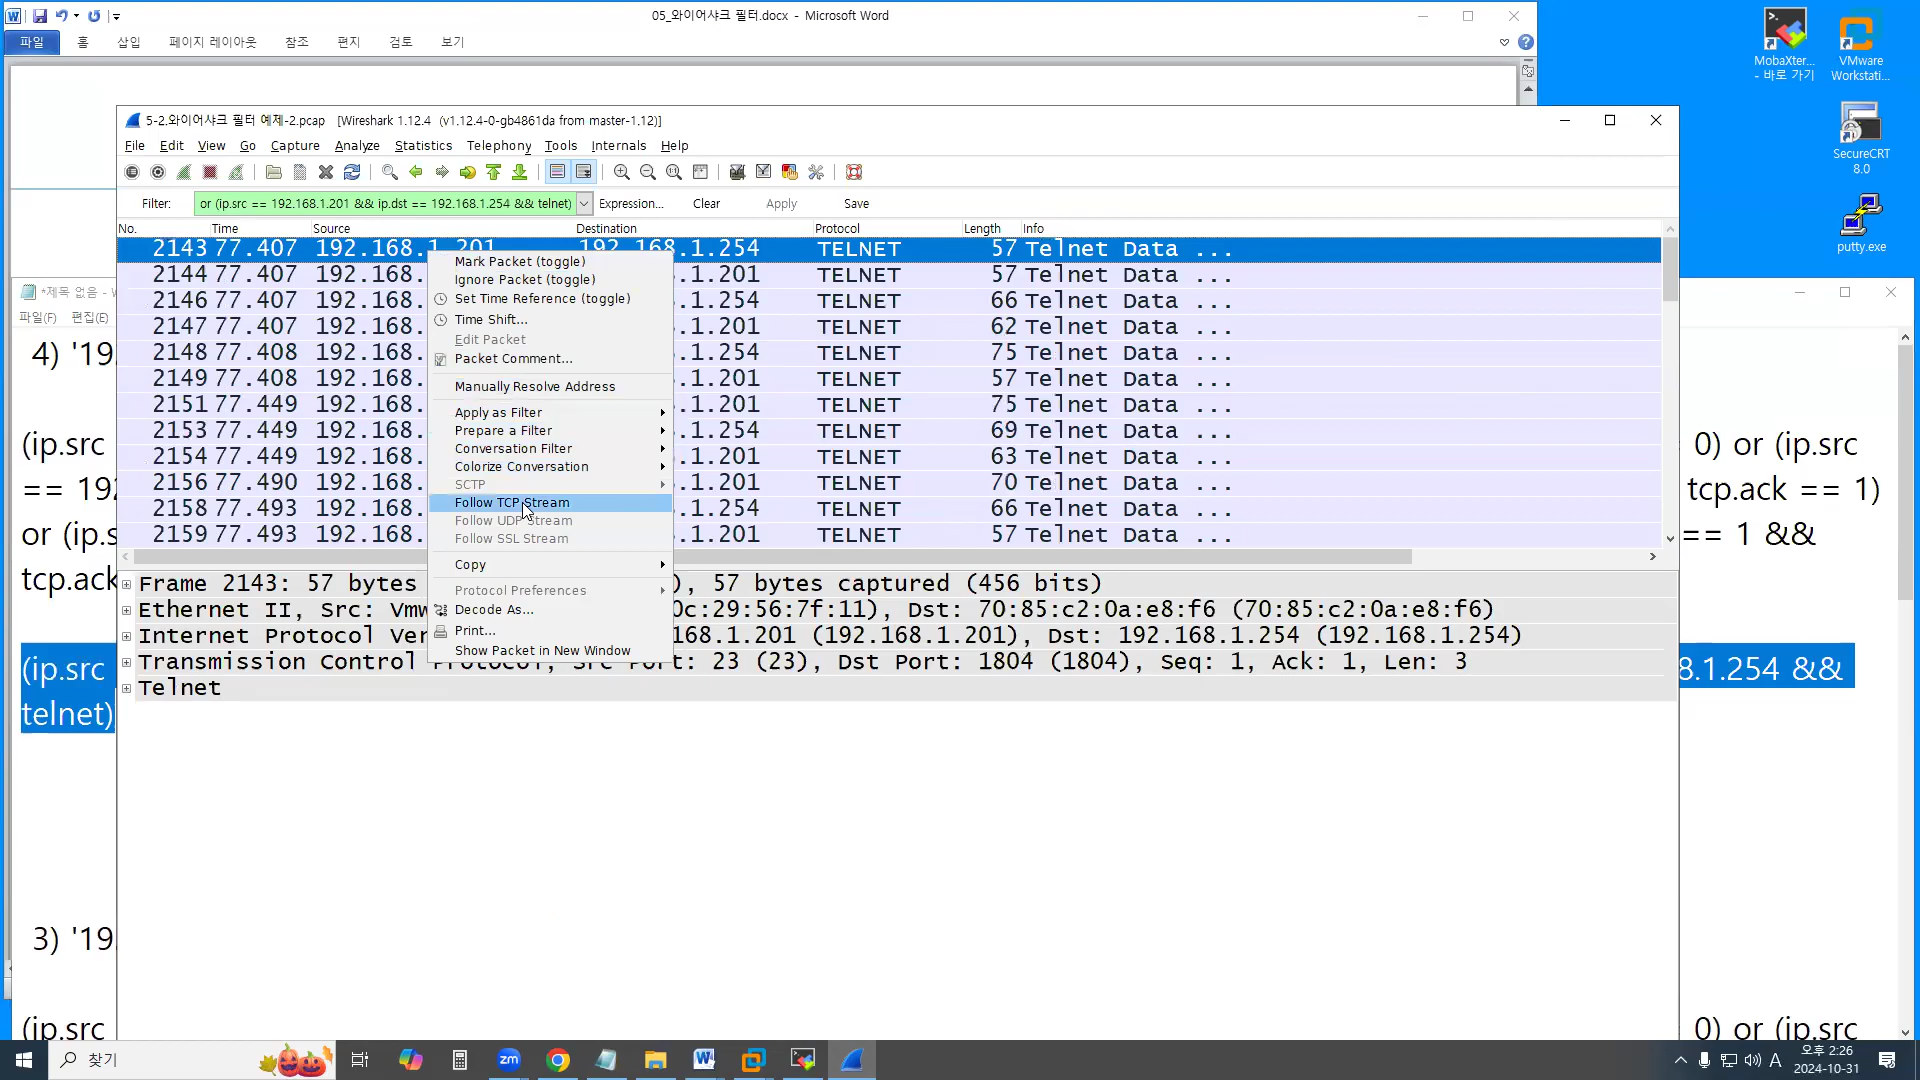 05_와이어샤크 필터.docx - Microsoft Word
파일 홈 삽입 페이지 레이아웃 참조 편지 검토 보기
MobaXter... - 바로 가기
VMware Workstati...
SecureCRT 8.0
putty.exe
5-2.와이어샤크 필터 예제-2.pcap [Wireshark 1.12.4 (v1.12.4-0-gb4861da from master-1.12)]
File Edit View Go Capture Analyze Statistics Telephony Tools Internals Help
Filter: or (ip.src == 192.168.1.201 && ip.dst == 192.168.1.254 && telnet) Expression... Clear Apply Save
No. Time Source Destination Protocol Length Info
2143 77.407 192.168.1.201 192.168.1.254 TELNET 57 Telnet Data ...
2144 77.407 192.168. .1.201 TELNET 57 Telnet Data ...
2146 77.407 192.168. .1.254 TELNET 66 Telnet Data ...
2147 77.407 192.168. .1.201 TELNET 62 Telnet Data ...
2148 77.408 192.168. .1.254 TELNET 75 Telnet Data ...
2149 77.408 192.168. .1.201 TELNET 57 Telnet Data ...
2151 77.449 192.168. .1.201 TELNET 75 Telnet Data ...
2153 77.449 192.168. .1.254 TELNET 69 Telnet Data ...
2154 77.449 192.168. .1.201 TELNET 63 Telnet Data ...
2156 77.490 192.168. .1.201 TELNET 70 Telnet Data ...
2158 77.493 192.168. .1.254 TELNET 66 Telnet Data ...
2159 77.493 192.168. .1.201 TELNET 57 Telnet Data ...
Mark Packet (toggle)
Ignore Packet (toggle)
Set Time Reference (toggle)
Time Shift...
Edit Packet
Packet Comment...
Manually Resolve Address
Apply as Filter
Prepare a Filter
Conversation Filter
Colorize Conversation
SCTP
Follow TCP Stream
Follow UDP Stream
Follow SSL Stream
Copy
Protocol Preferences
Decode As...
Print...
Show Packet in New Window
Frame 2143: 57 bytes ), 57 bytes captured (456 bits)
Ethernet II, Src: Vmw 0c:29:56:7f:11), Dst: 70:85:c2:0a:e8:f6 (70:85:c2:0a:e8:f6)
Internet Protocol Ver 168.1.201 (192.168.1.201), Dst: 192.168.1.254 (192.168.1.254)
Transmission Control Protocol, Src Port: 23 (23), Dst Port: 1804 (1804), Seq: 1, Ack: 1, Len: 3
Telnet
*제목 없음 -
파일(F) 편집(E)
4) '19
(ip.src 0) or (ip.src
== 192 tcp.ack == 1)
or (ip.s == 1 &&
tcp.ack
(ip.src 8.1.254 &&
telnet)
3) '19
(ip.src 0) or (ip.src
찾기
zm
A
오후 2:26
2024-10-31